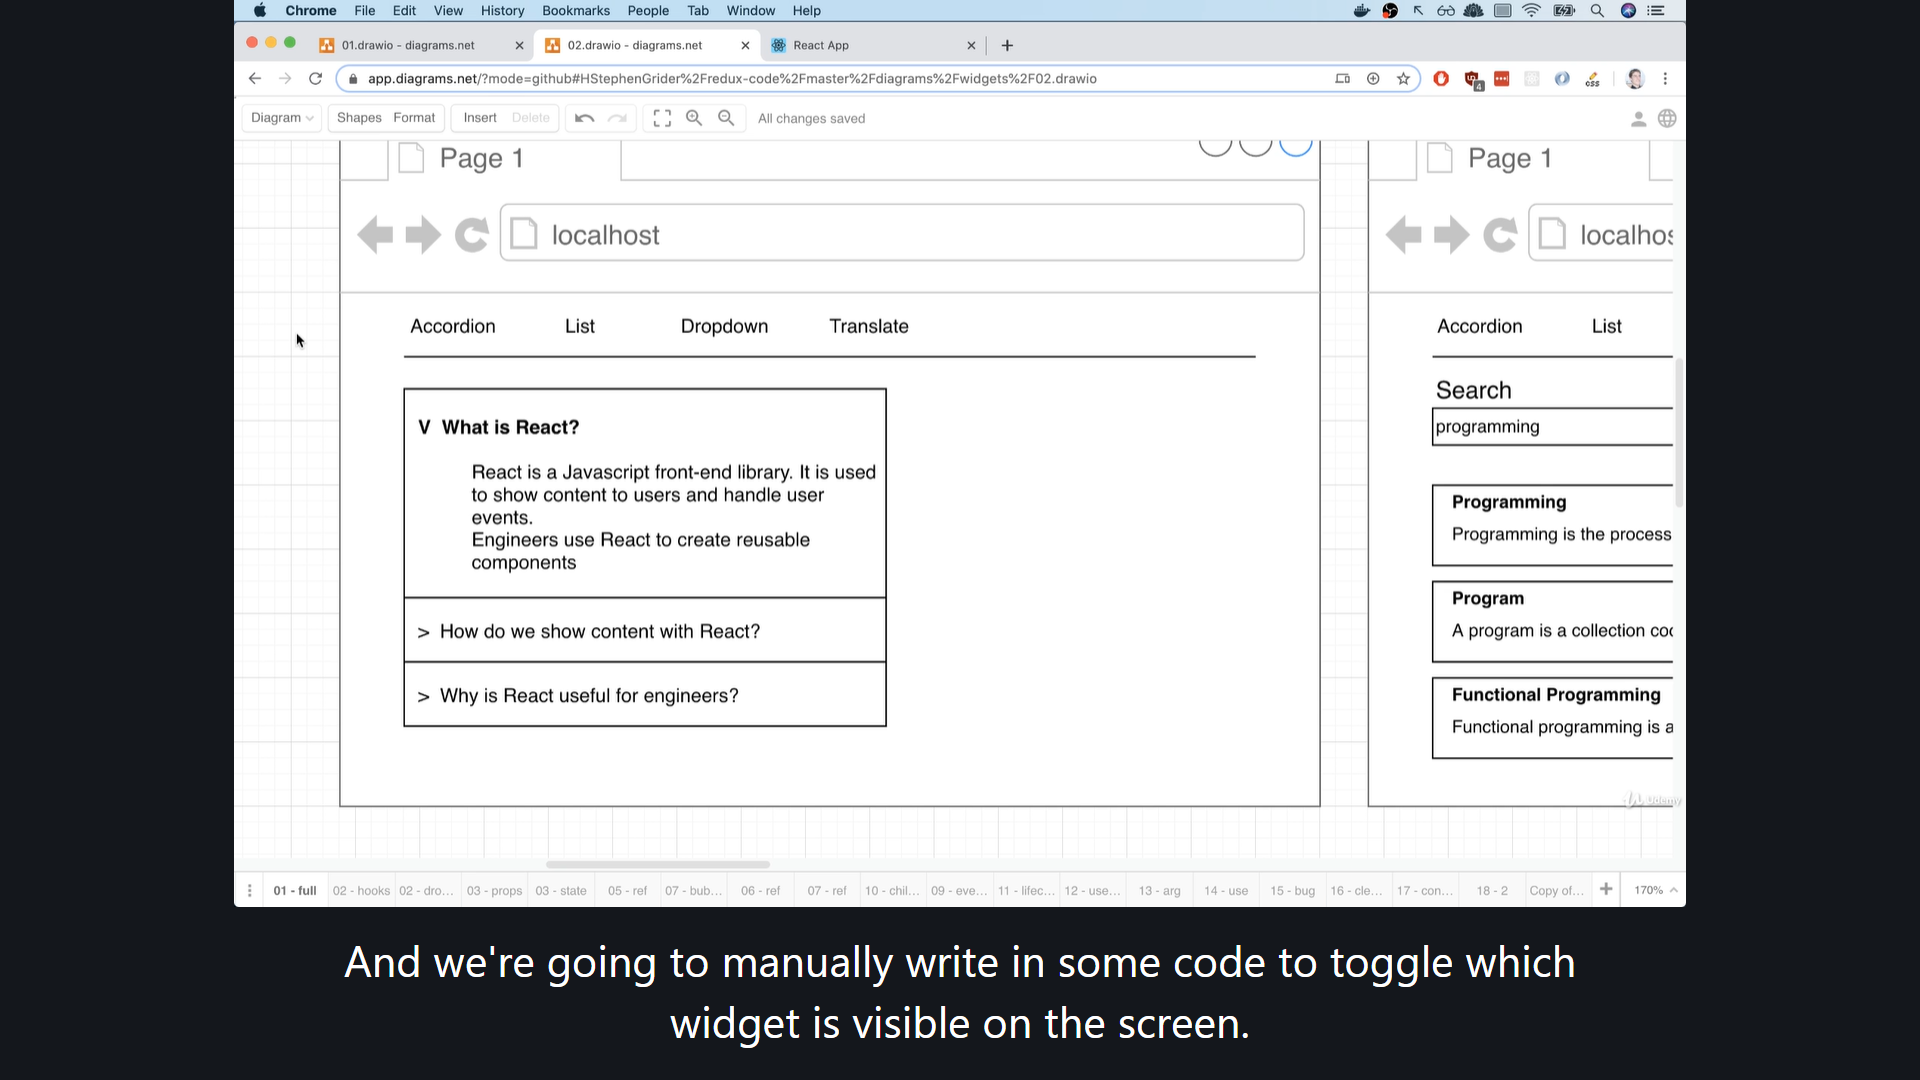 Chrome File Edit View History Bookmarks People Tab Window Help
01.drawio - diagrams.net
02.drawio - diagrams.net
React App
app.diagrams.net/?mode=github#HStephenGrider%2Fredux-code%2Fmaster%2Fdiagrams%2Fwidgets%2F02.drawio
4
css
Diagram Shapes Format Insert Delete All changes saved
Page 1
localhost
Accordion List Dropdown Translate
V What is React?
React is a Javascript front-end library. It is used
to show content to users and handle user
events.
Engineers use React to create reusable
components
> How do we show content with React?
> Why is React useful for engineers?
Page 1
localhos
Accordion List
Search
programming
Programming
Programming is the process
Program
A program is a collection coc
Functional Programming
Functional programming is a
Udemy
01 - full 02 - hooks 02 - dro... 03 - props 03 - state 05 - ref 07 - bub... 06 - ref 07 - ref 10 - chil... 09 - eve... 11 - lifec... 12 - use... 13 - arg 14 - use 15 - bug 16 - cle... 17 - con... 18 - 2 Copy of... 170%
And we're going to manually write in some code to toggle which
widget is visible on the screen.